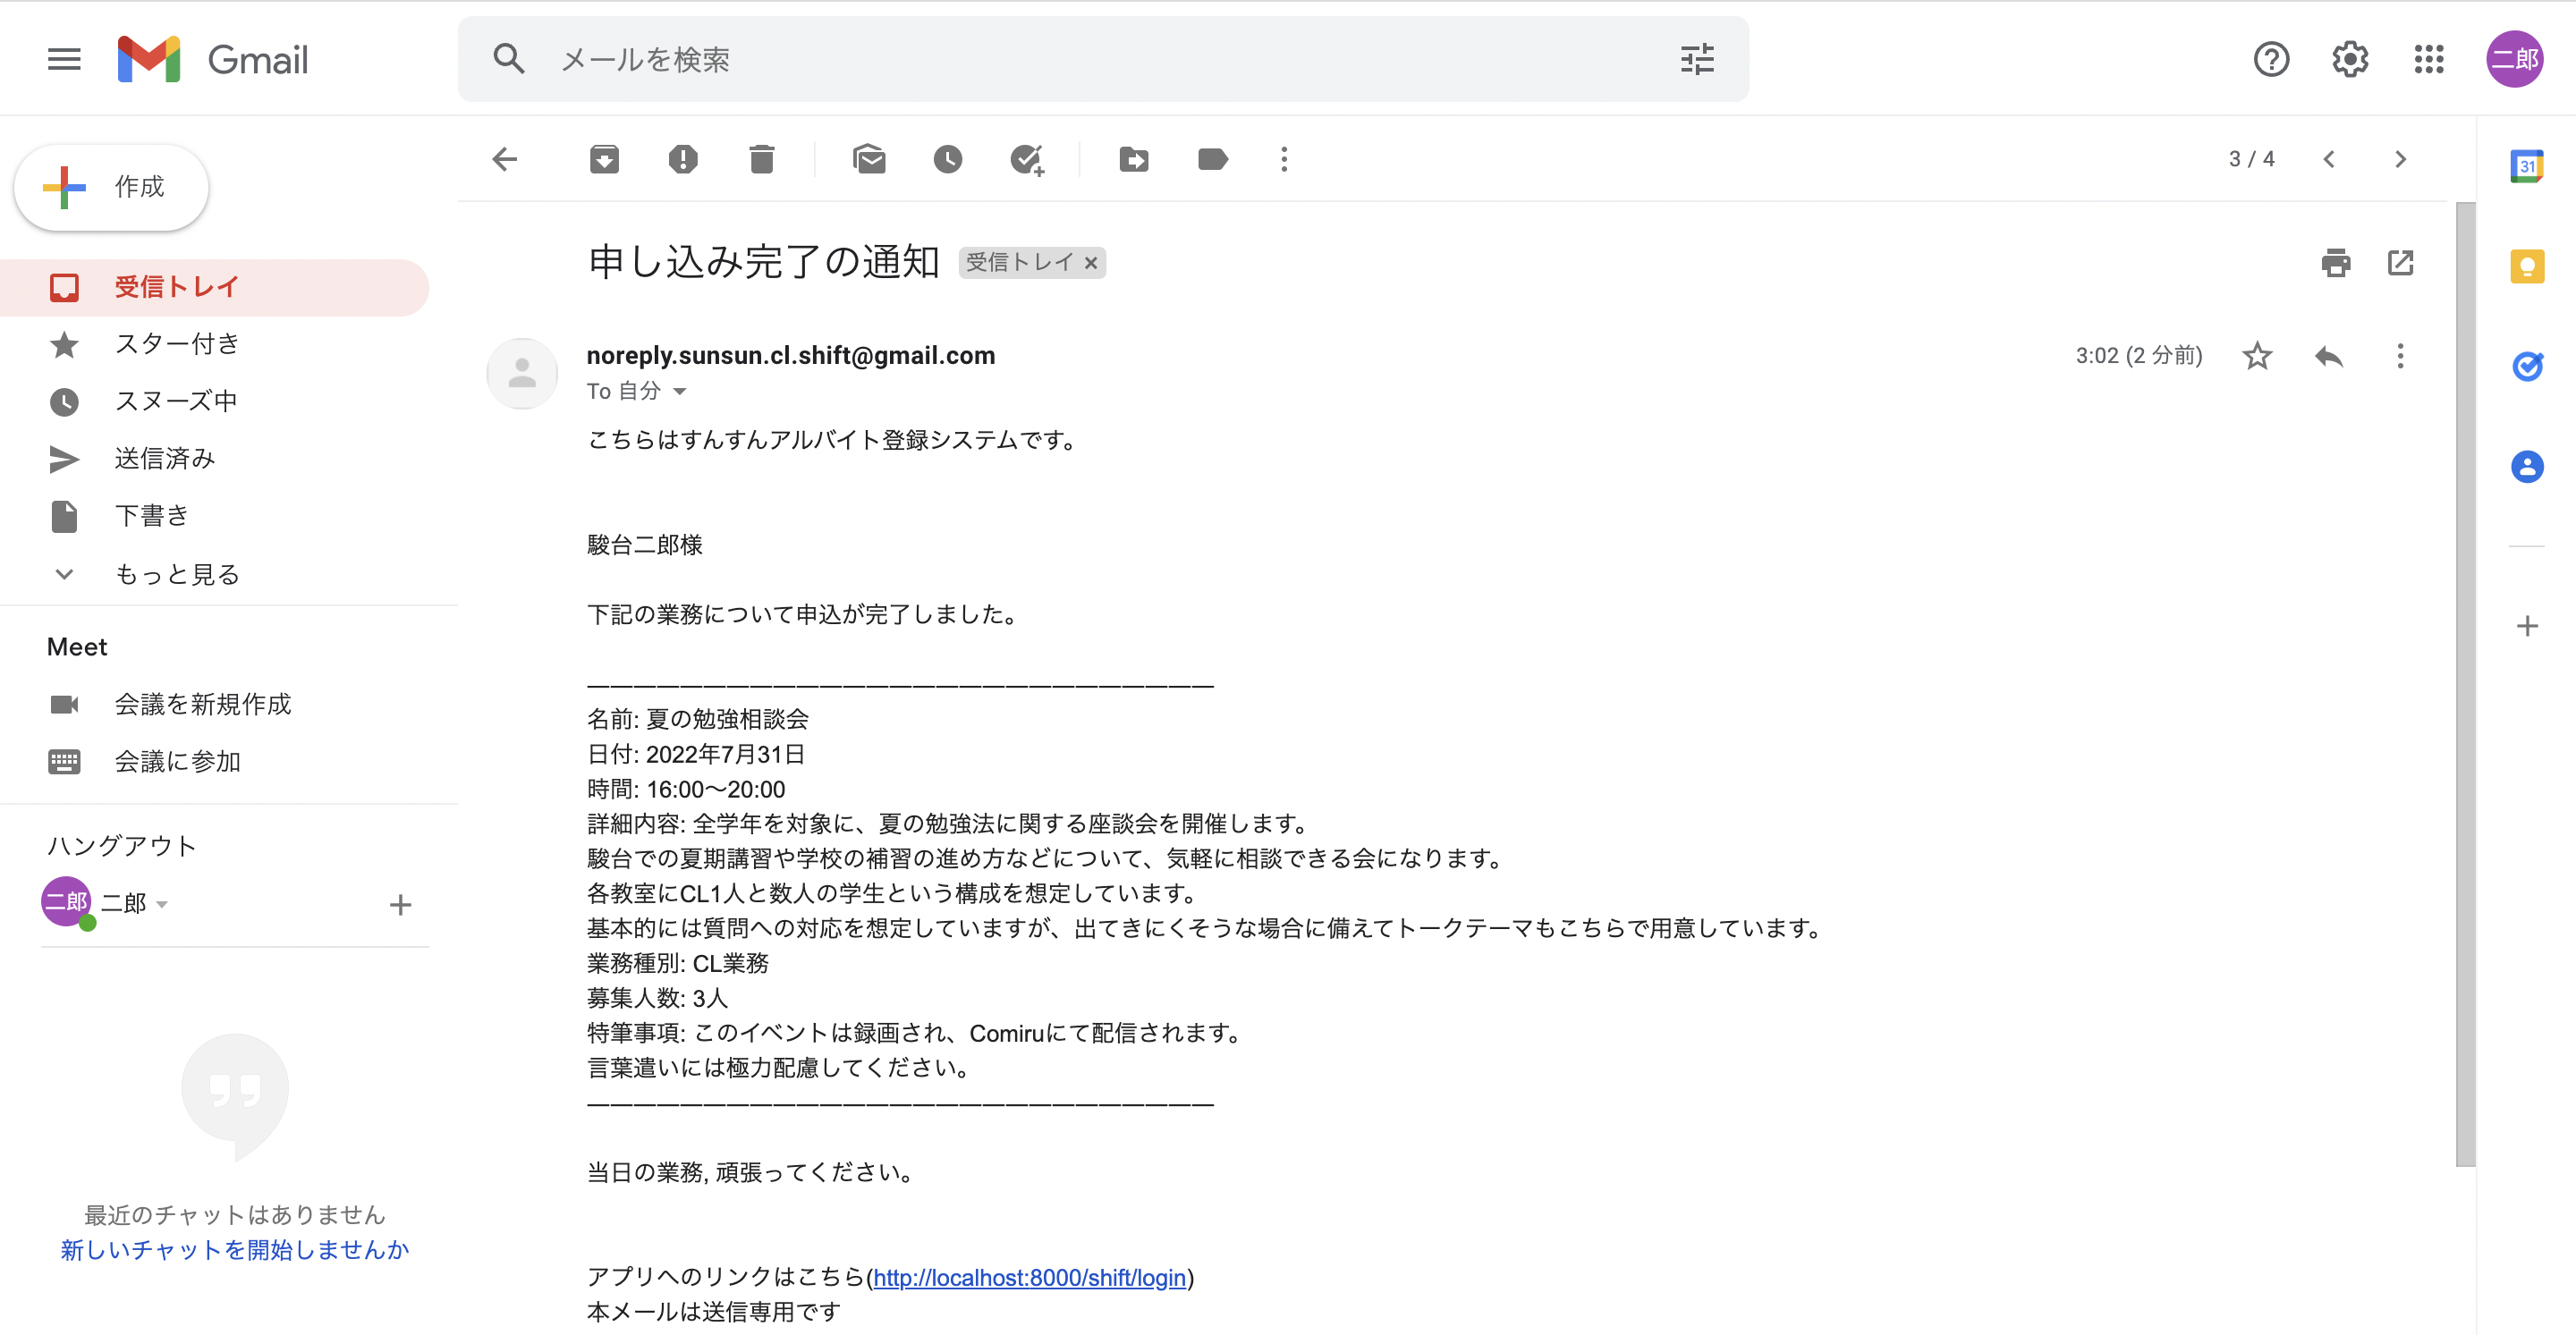 Gmail
メールを検索
二郎
作成
3 / 4
31
受信トレイ
スター付き
スヌーズ中
送信済み
下書き
もっと見る
Meet
会議を新規作成
会議に参加
ハングアウト
二郎 二郎
最近のチャットはありません
新しいチャットを開始しませんか
申し込み完了の通知 受信トレイ ×
noreply.sunsun.cl.shift@gmail.com
3:02 (2 分前)
To 自分
こちらはすんすんアルバイト登録システムです。
駿台二郎様
下記の業務について申込が完了しました。
———————————————————————————
名前: 夏の勉強相談会
日付: 2022年7月31日
時間: 16:00〜20:00
詳細内容: 全学年を対象に、夏の勉強法に関する座談会を開催します。
駿台での夏期講習や学校の補習の進め方などについて、気軽に相談できる会になります。
各教室にCL1人と数人の学生という構成を想定しています。
基本的には質問への対応を想定していますが、出てきにくそうな場合に備えてトークテーマもこちらで用意しています。
業務種別: CL業務
募集人数: 3人
特筆事項: このイベントは録画され、Comiruにて配信されます。
言葉遣いには極力配慮してください。
———————————————————————————
当日の業務, 頑張ってください。
アプリへのリンクはこちら(http://localhost:8000/shift/login)
本メールは送信専用です